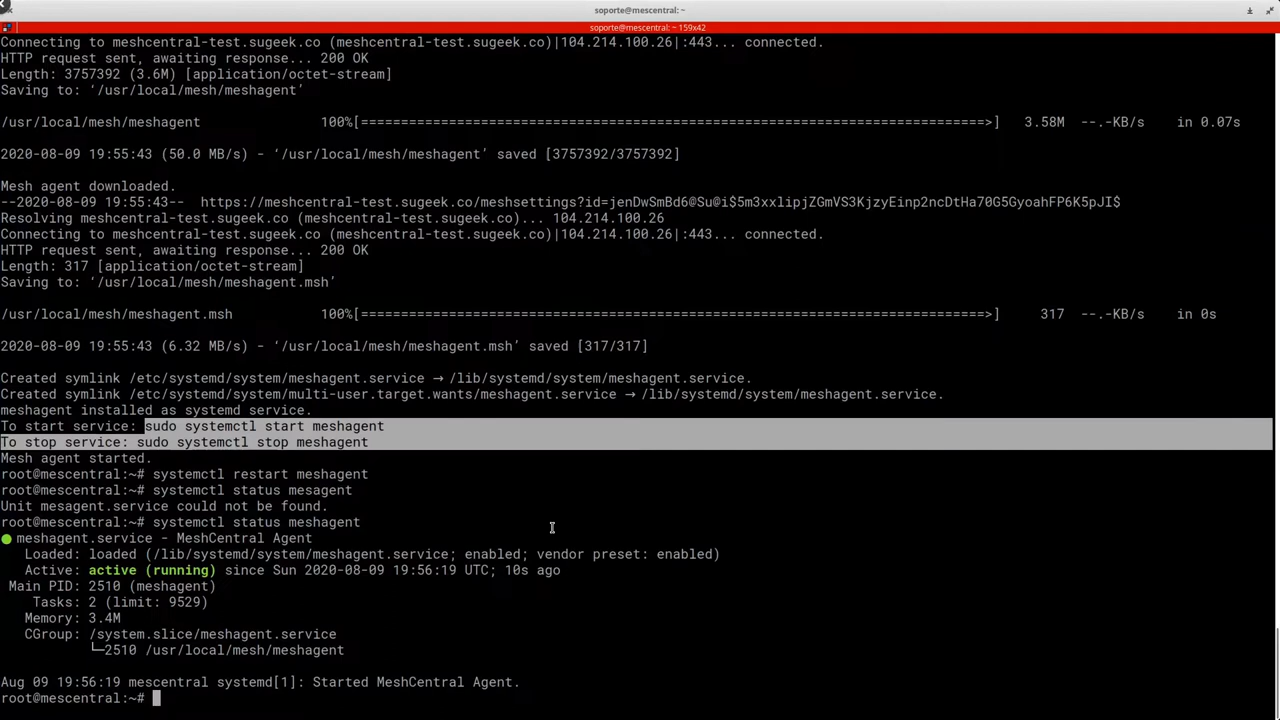 soporte@mescentral: ~
soporte@mescentral: ~ 159x42
Connecting to meshcentral-test.sugeek.co (meshcentral-test.sugeek.co)|104.214.100.26|:443... connected.
HTTP request sent, awaiting response... 200 OK
Length: 3757392 (3.6M) [application/octet-stream]
Saving to: ‘/usr/local/mesh/meshagent’
/usr/local/mesh/meshagent 100%[==============================================================================>] 3.58M --.-KB/s in 0.07s
2020-08-09 19:55:43 (50.0 MB/s) - ‘/usr/local/mesh/meshagent’ saved [3757392/3757392]
Mesh agent downloaded.
--2020-08-09 19:55:43-- https://meshcentral-test.sugeek.co/meshsettings?id=jenDwSmBd6@Su@i$5m3xxlipjZGmVS3KjzyEinp2ncDtHa70G5GyoahFP6K5pJI$
Resolving meshcentral-test.sugeek.co (meshcentral-test.sugeek.co)... 104.214.100.26
Connecting to meshcentral-test.sugeek.co (meshcentral-test.sugeek.co)|104.214.100.26|:443... connected.
HTTP request sent, awaiting response... 200 OK
Length: 317 [application/octet-stream]
Saving to: ‘/usr/local/mesh/meshagent.msh’
/usr/local/mesh/meshagent.msh 100%[==============================================================================>] 317 --.-KB/s in 0s
2020-08-09 19:55:43 (6.32 MB/s) - ‘/usr/local/mesh/meshagent.msh’ saved [317/317]
Created symlink /etc/systemd/system/meshagent.service → /lib/systemd/system/meshagent.service.
Created symlink /etc/systemd/system/multi-user.target.wants/meshagent.service → /lib/systemd/system/meshagent.service.
meshagent installed as systemd service.
To start service: sudo systemctl start meshagent
To stop service: sudo systemctl stop meshagent
Mesh agent started.
root@mescentral:~# systemctl restart meshagent
root@mescentral:~# systemctl status mesagent
Unit mesagent.service could not be found.
root@mescentral:~# systemctl status meshagent
● meshagent.service - MeshCentral Agent
Loaded: loaded (/lib/systemd/system/meshagent.service; enabled; vendor preset: enabled)
Active: active (running) since Sun 2020-08-09 19:56:19 UTC; 10s ago
Main PID: 2510 (meshagent)
Tasks: 2 (limit: 9529)
Memory: 3.4M
CGroup: /system.slice/meshagent.service
└─2510 /usr/local/mesh/meshagent
Aug 09 19:56:19 mescentral systemd[1]: Started MeshCentral Agent.
root@mescentral:~#